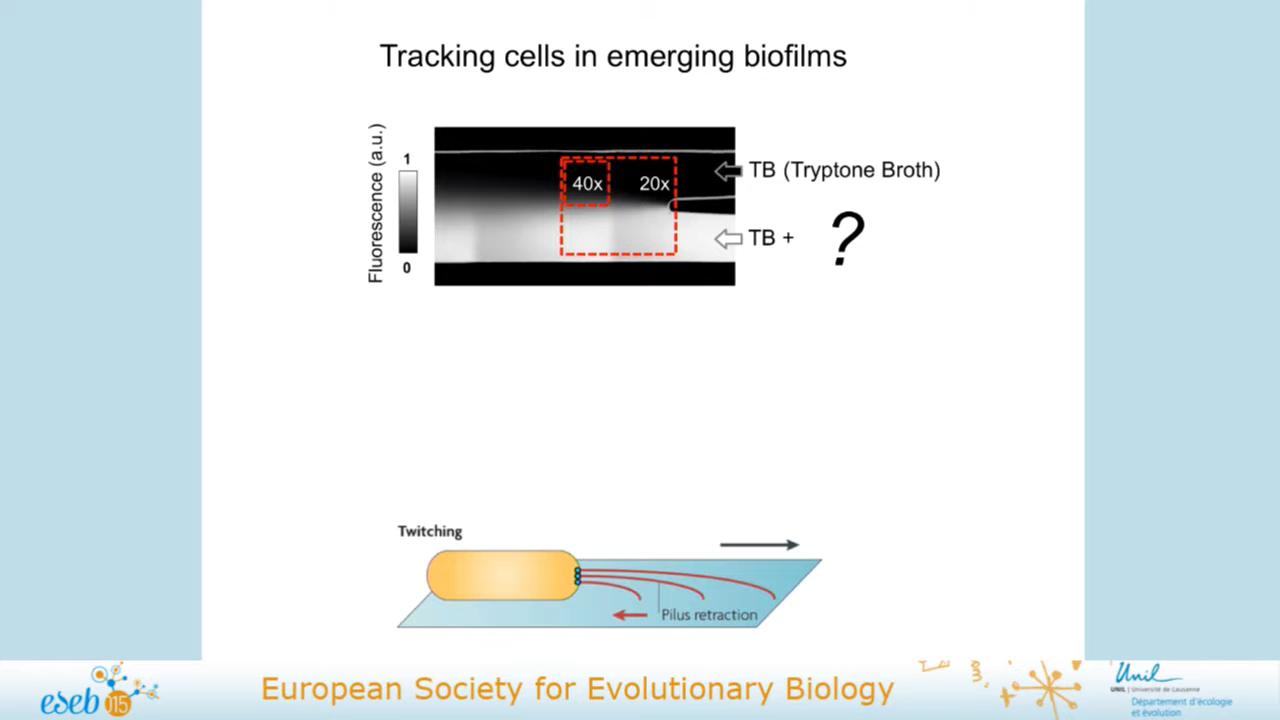 Tracking cells in emerging biofilms
Fluorescence (a.u.)
1
0
40x
20x
TB (Tryptone Broth)
TB + ?
Twitching
Pilus retraction
eseb 15
European Society for Evolutionary Biology
Unil
UNIL | Université de Lausanne
Département d'écologie
et évolution